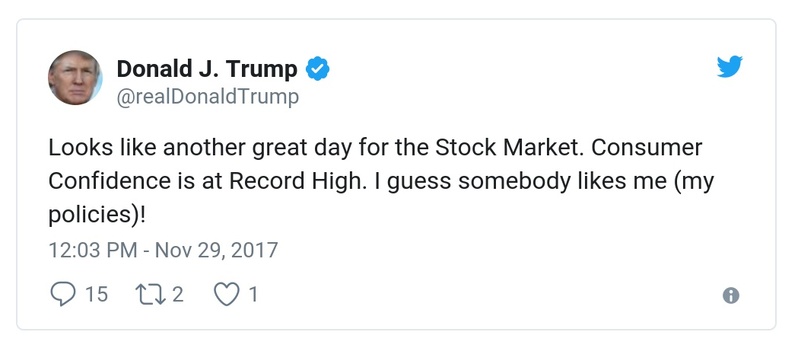 Donald J. Trump
@realDonaldTrump
Looks like another great day for the Stock Market. Consumer
Confidence is at Record High. I guess somebody likes me (my
policies)!
12:03 PM - Nov 29, 2017
15 2 1